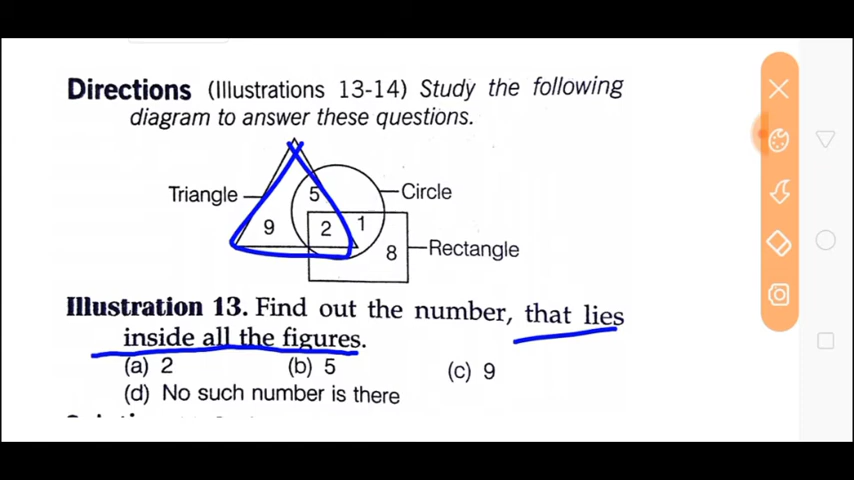 Directions (Illustrations 13-14) Study the following
diagram to answer these questions.
Triangle
5
Circle
9
2
1
8
Rectangle
Illustration 13. Find out the number, that lies
inside all the figures.
(a) 2 (b) 5 (c) 9
(d) No such number is there